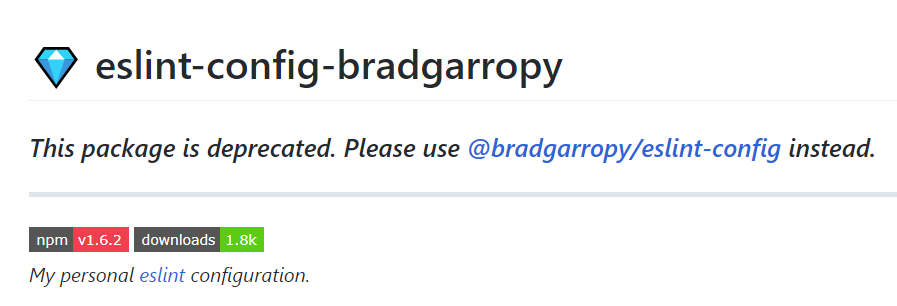 eslint-config-bradgarropy
This package is deprecated. Please use @bradgarropy/eslint-config instead.
npm v1.6.2 downloads 1.8k
My personal eslint configuration.